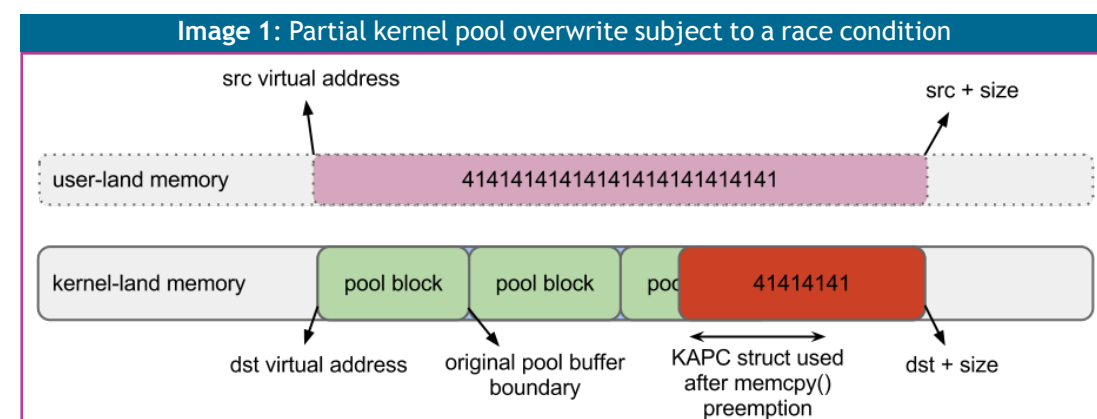 Image 1: Partial kernel pool overwrite subject to a race condition
src virtual address
src + size
user-land memory
41414141414141414141414141
kernel-land memory
pool block
pool block
poo
41414141
dst virtual address
original pool buffer
boundary
KAPC struct used
after memcpy()
preemption
dst + size